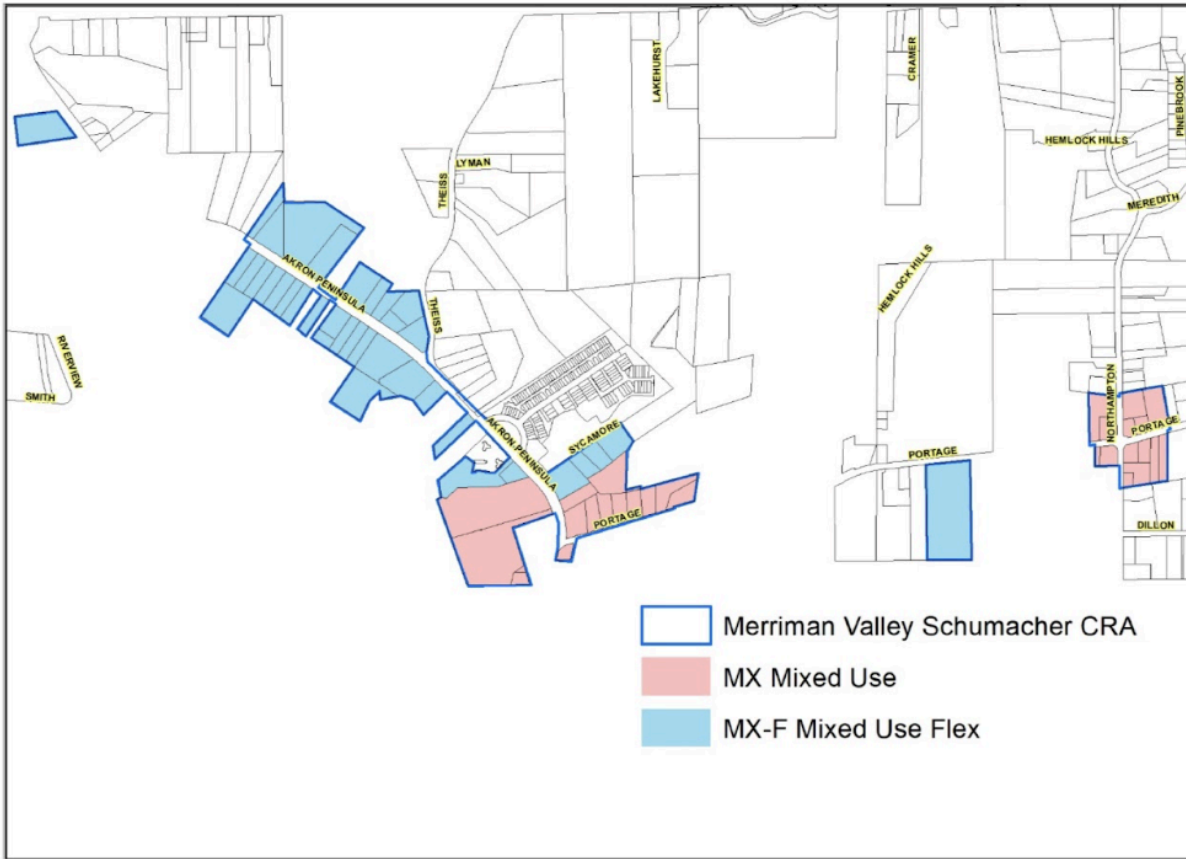 LAKEHURST
CRAMER
PINEBROOK
HEMLOCK HILLS
LYMAN
THEISS
MEREDITH
HEMLOCK HILLS
AKRON PENINSULA
THEISS
RIVERVIEW
SMITH
NORTHAMPTON
PORTAGE
AKRON PENINSULA
SYCAMORE
PORTAGE
PORTAGE
DILLON
Merriman Valley Schumacher CRA
MX Mixed Use
MX-F Mixed Use Flex